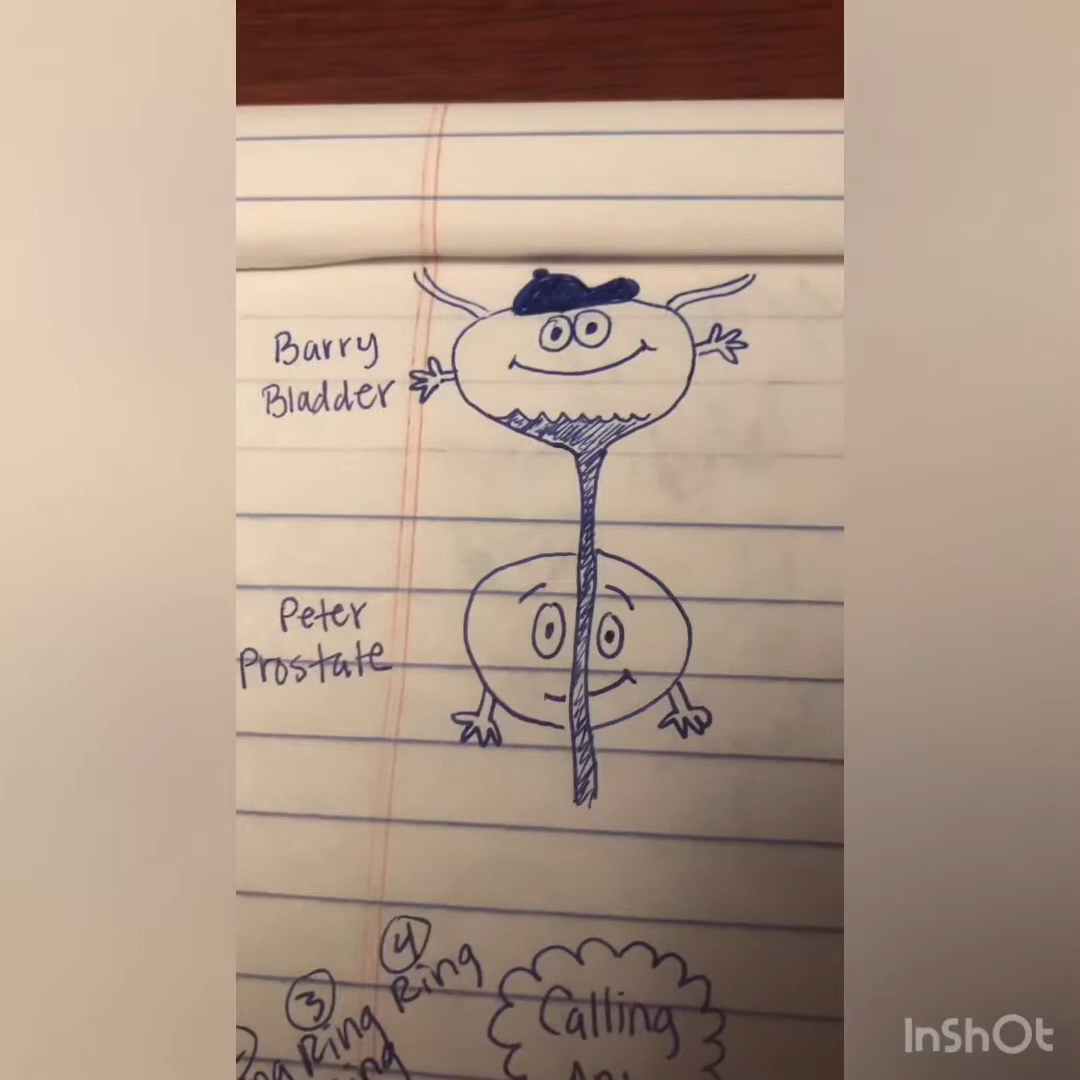 Barry
Bladder
Peter
Prostate
4
Ring
3
Ring
Calling
InShOt